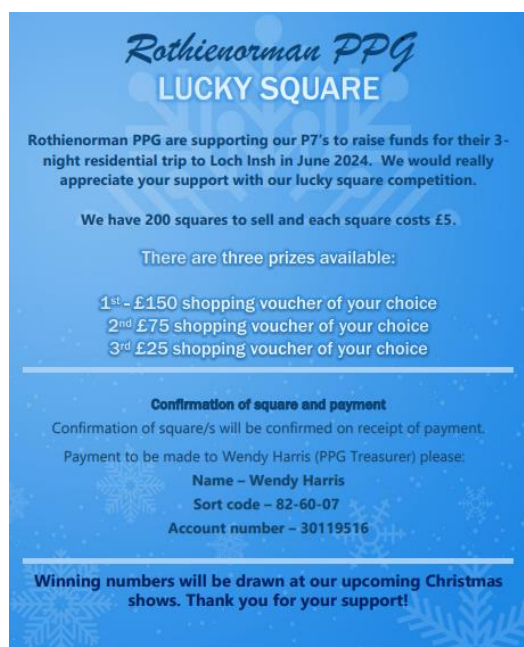 Rothienorman PPG
LUCKY SQUARE
Rothienorman PPG are supporting our P7's to raise funds for their 3-
night residential trip to Loch Insh in June 2024. We would really
appreciate your support with our lucky square competition.
We have 200 squares to sell and each square costs £5.
There are three prizes available:
1st - £150 shopping voucher of your choice
2nd £75 shopping voucher of your choice
3rd £25 shopping voucher of your choice
Confirmation of square and payment
Confirmation of square/s will be confirmed on receipt of payment.
Payment to be made to Wendy Harris (PPG Treasurer) please:
Name – Wendy Harris
Sort code – 82-60-07
Account number – 30119516
Winning numbers will be drawn at our upcoming Christmas
shows. Thank you for your support!